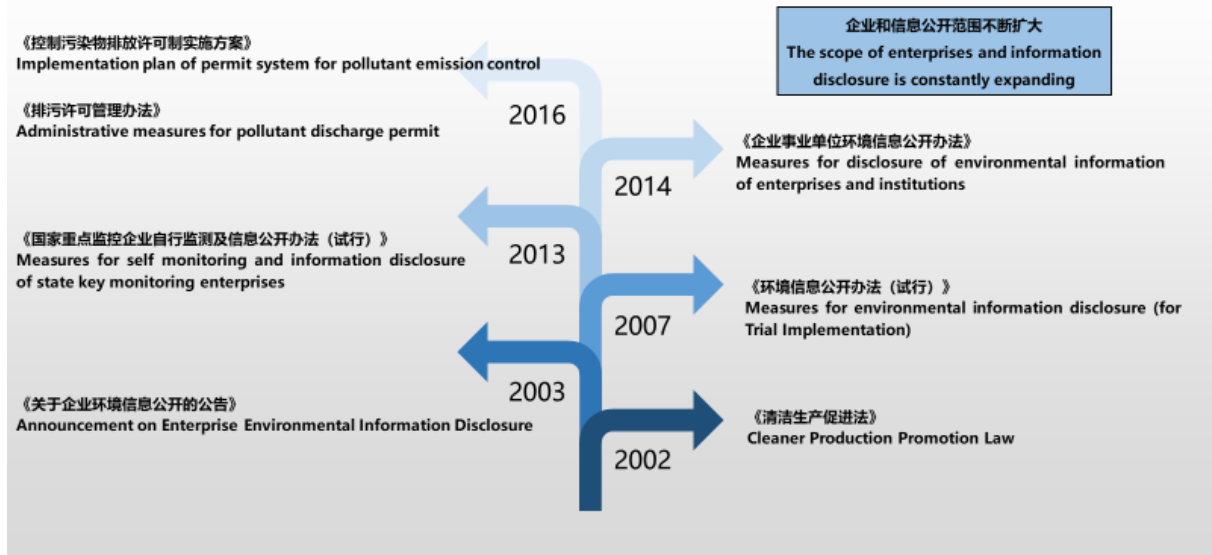 《控制污染物排放许可制实施方案》
Implementation plan of permit system for pollutant emission control
《排污许可管理办法》
Administrative measures for pollutant discharge permit
2016
企业和信息公开范围不断扩大
The scope of enterprises and information
disclosure is constantly expanding
《企业事业单位环境信息公开办法》
Measures for disclosure of environmental information
of enterprises and institutions
2014
《国家重点监控企业自行监测及信息公开办法（试行）》
Measures for self monitoring and information disclosure
of state key monitoring enterprises
2013
《环境信息公开办法（试行）》
Measures for environmental information disclosure (for
Trial Implementation)
2007
《关于企业环境信息公开的公告》
Announcement on Enterprise Environmental Information Disclosure
2003
《清洁生产促进法》
Cleaner Production Promotion Law
2002